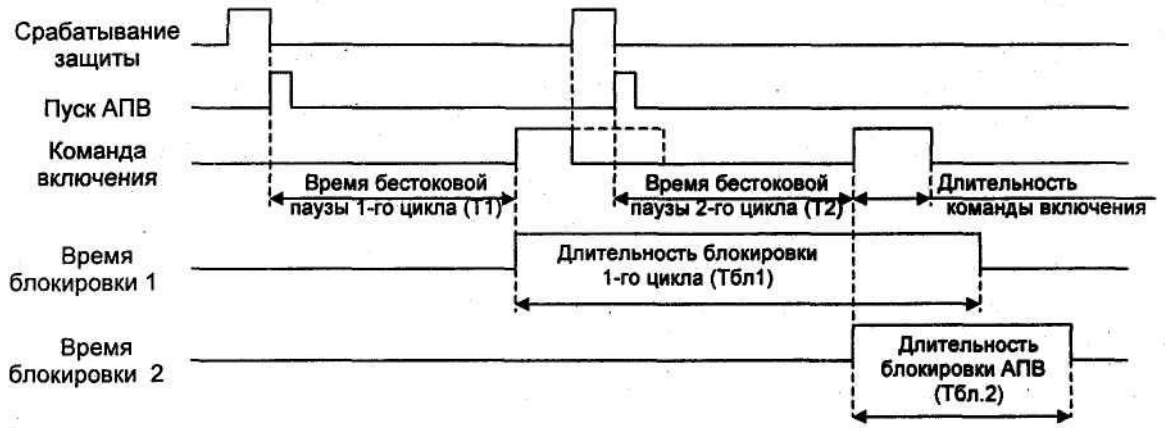 Срабатывание
защиты
Пуск АПВ
Команда
включения
Время бестоковой
паузы 1-го цикла (Т1)
Время бестоковой
паузы 2-го цикла (Т2)
Длительность
команды включения
Время
блокировки 1
Длительность блокировки
1-го цикла (Тбл1)
Время
блокировки 2
Длительность
блокировки АПВ
(Тбл.2)